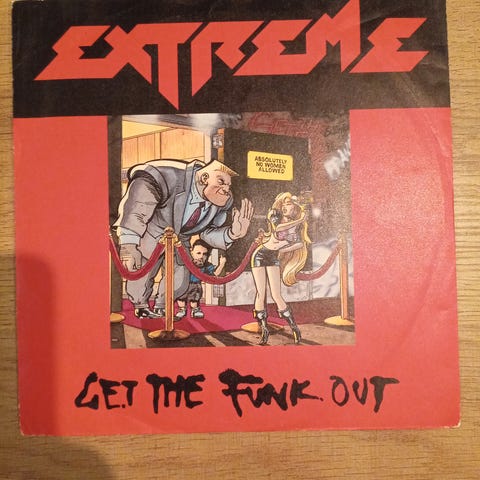 EXTREME
ABSOLUTELY
NO WOMEN
ALLOWED
GET THE FUNK OUT